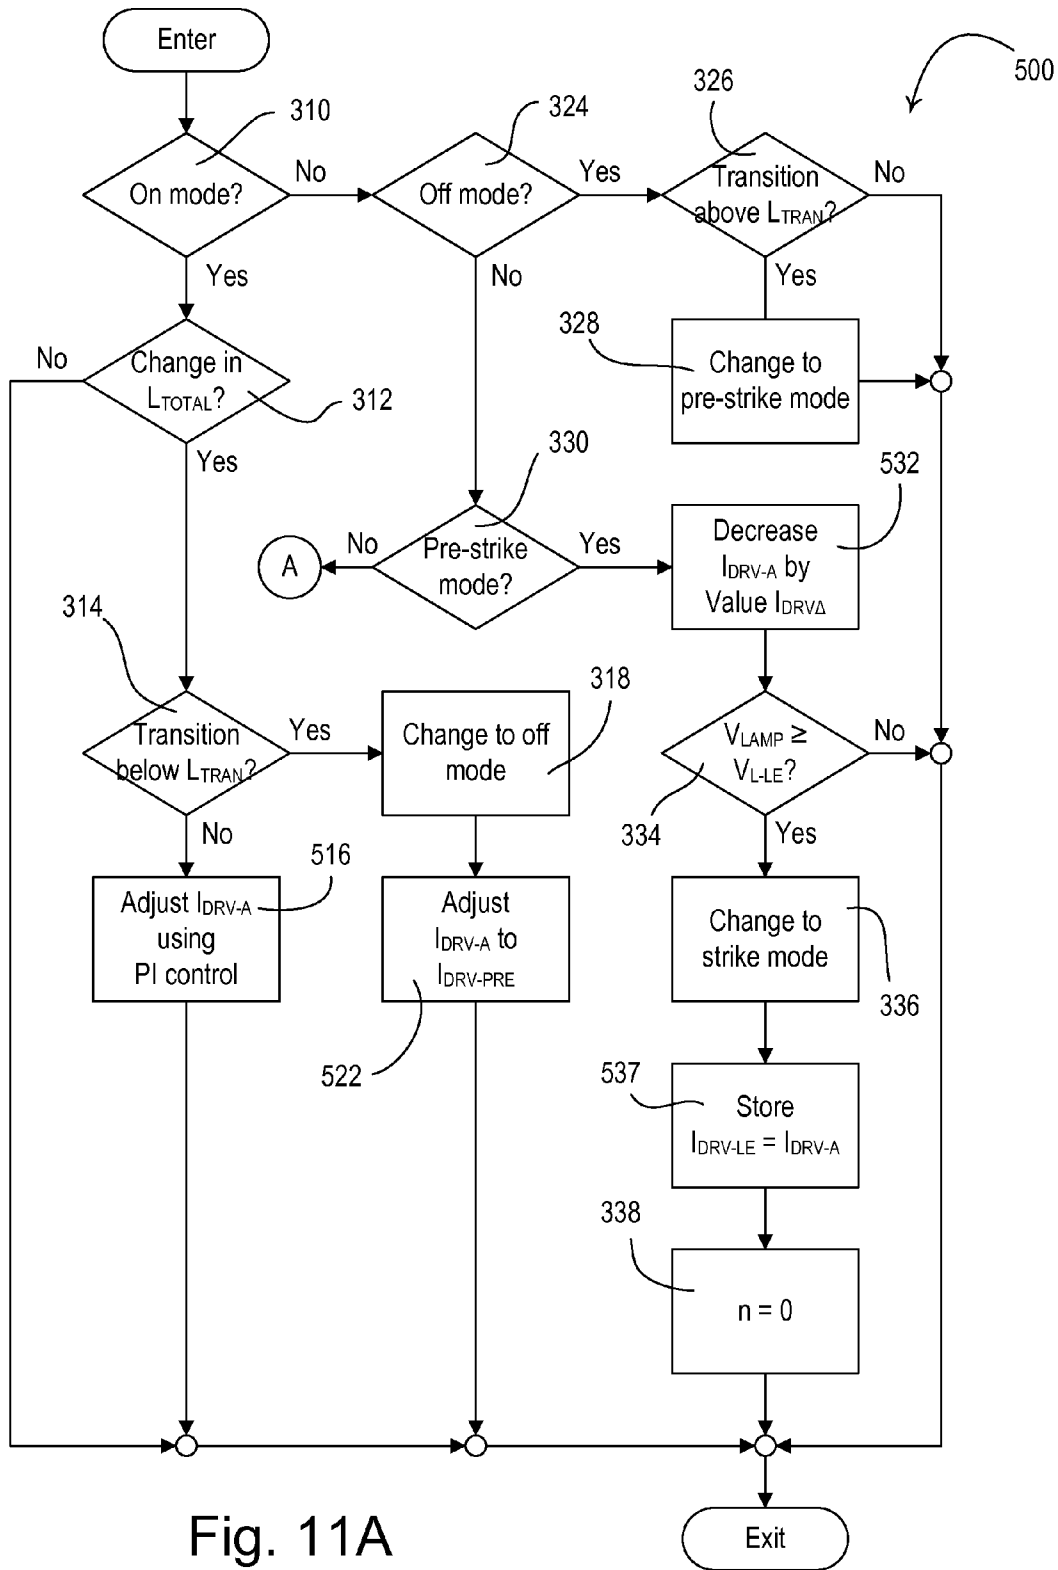 Enter
500
310
324
326
On mode?
No
Off mode?
Yes
Transition
above LTRAN?
No
Yes
No
Yes
No
Change in
LTOTAL?
312
328
Change to
pre-strike mode
Yes
330
532
A
No
Pre-strike
mode?
Yes
Decrease
IDRV-A by
Value IDRVΔ
314
Transition
below LTRAN?
Yes
318
Change to off
mode
VLAMP ≥
VL-LE?
No
334
No
Yes
516
Adjust IDRV-A
using
PI control
Adjust
IDRV-A to
IDRV-PRE
522
Change to
strike mode
336
537
Store
IDRV-LE = IDRV-A
338
n = 0
Fig. 11A
Exit